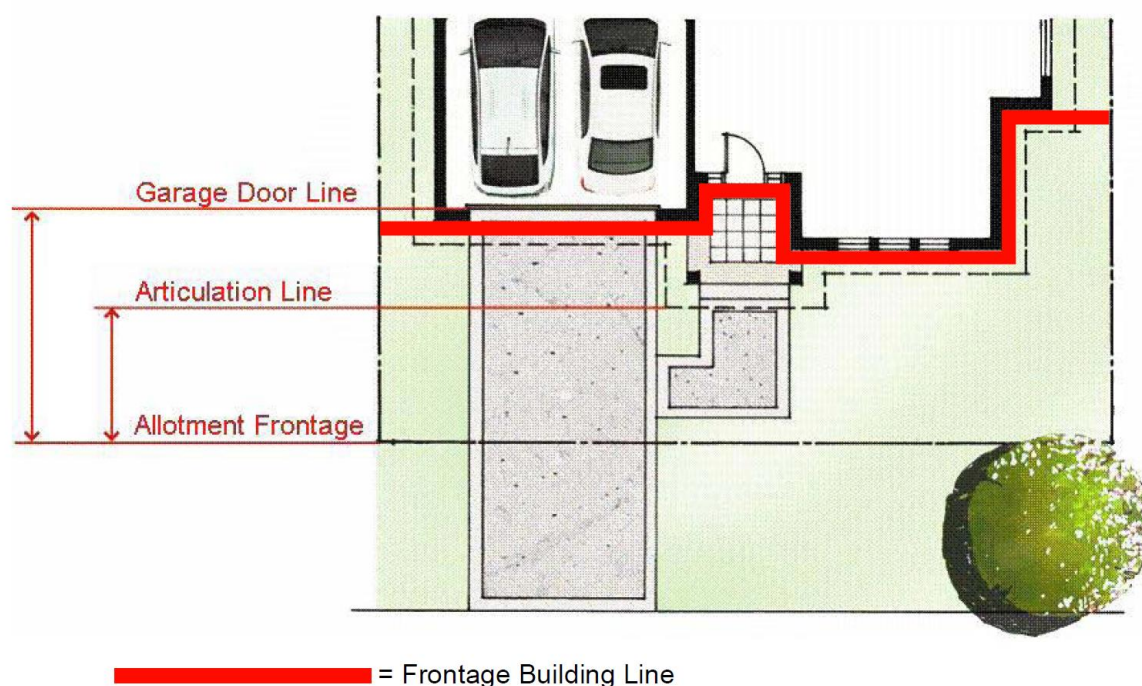 Garage Door Line
Articulation Line
Allotment Frontage
= Frontage Building Line